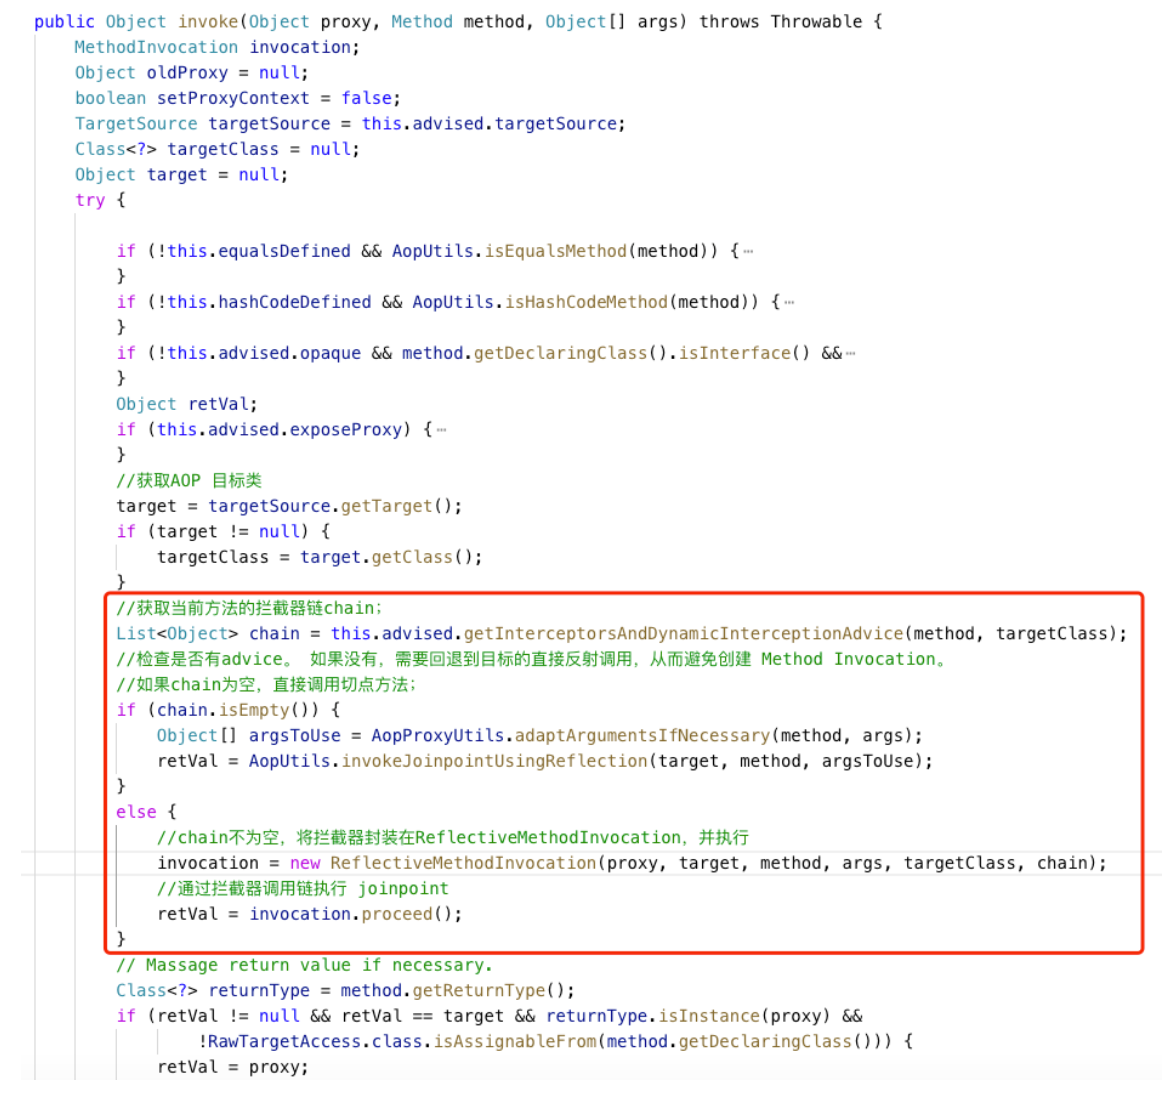 public Object invoke(Object proxy, Method method, Object[] args) throws Throwable {
MethodInvocation invocation;
Object oldProxy = null;
boolean setProxyContext = false;
TargetSource targetSource = this.advised.targetSource;
Class<?> targetClass = null;
Object target = null;
try {
if (!this.equalsDefined && AopUtils.isEqualsMethod(method)) {⋯
}
if (!this.hashCodeDefined && AopUtils.isHashCodeMethod(method)) {⋯
}
if (!this.advised.opaque && method.getDeclaringClass().isInterface() &&⋯
}
Object retVal;
if (this.advised.exposeProxy) {⋯
}
//获取AOP 目标类
target = targetSource.getTarget();
if (target != null) {
targetClass = target.getClass();
}
//获取当前方法的拦截器链chain；
List<Object> chain = this.advised.getInterceptorsAndDynamicInterceptionAdvice(method, targetClass);
//检查是否有advice。 如果没有，需要回退到目标的直接反射调用，从而避免创建 Method Invocation。
//如果chain为空，直接调用切点方法；
if (chain.isEmpty()) {
Object[] argsToUse = AopProxyUtils.adaptArgumentsIfNecessary(method, args);
retVal = AopUtils.invokeJoinpointUsingReflection(target, method, argsToUse);
}
else {
//chain不为空，将拦截器封装在ReflectiveMethodInvocation，并执行
invocation = new ReflectiveMethodInvocation(proxy, target, method, args, targetClass, chain);
//通过拦截器调用链执行 joinpoint
retVal = invocation.proceed();
}
// Massage return value if necessary.
Class<?> returnType = method.getReturnType();
if (retVal != null && retVal == target && returnType.isInstance(proxy) &&
!RawTargetAccess.class.isAssignableFrom(method.getDeclaringClass())) {
retVal = proxy;